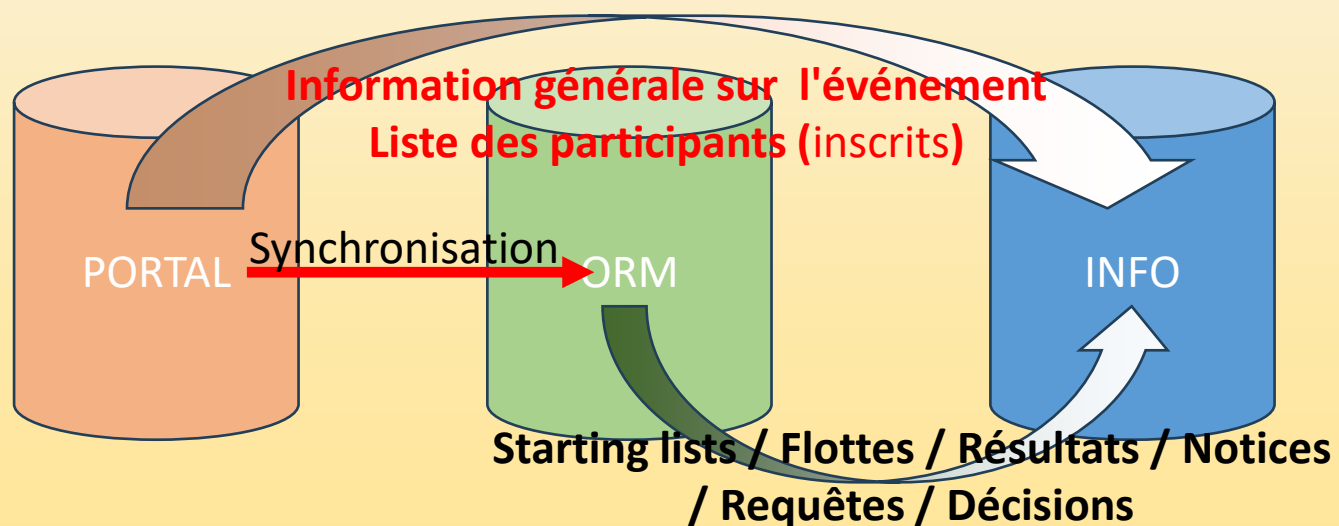 Information générale sur l'événement
Liste des participants (inscrits)
Synchronisation
PORTAL
ORM
INFO
Starting lists / Flottes / Résultats / Notices
/ Requêtes / Décisions